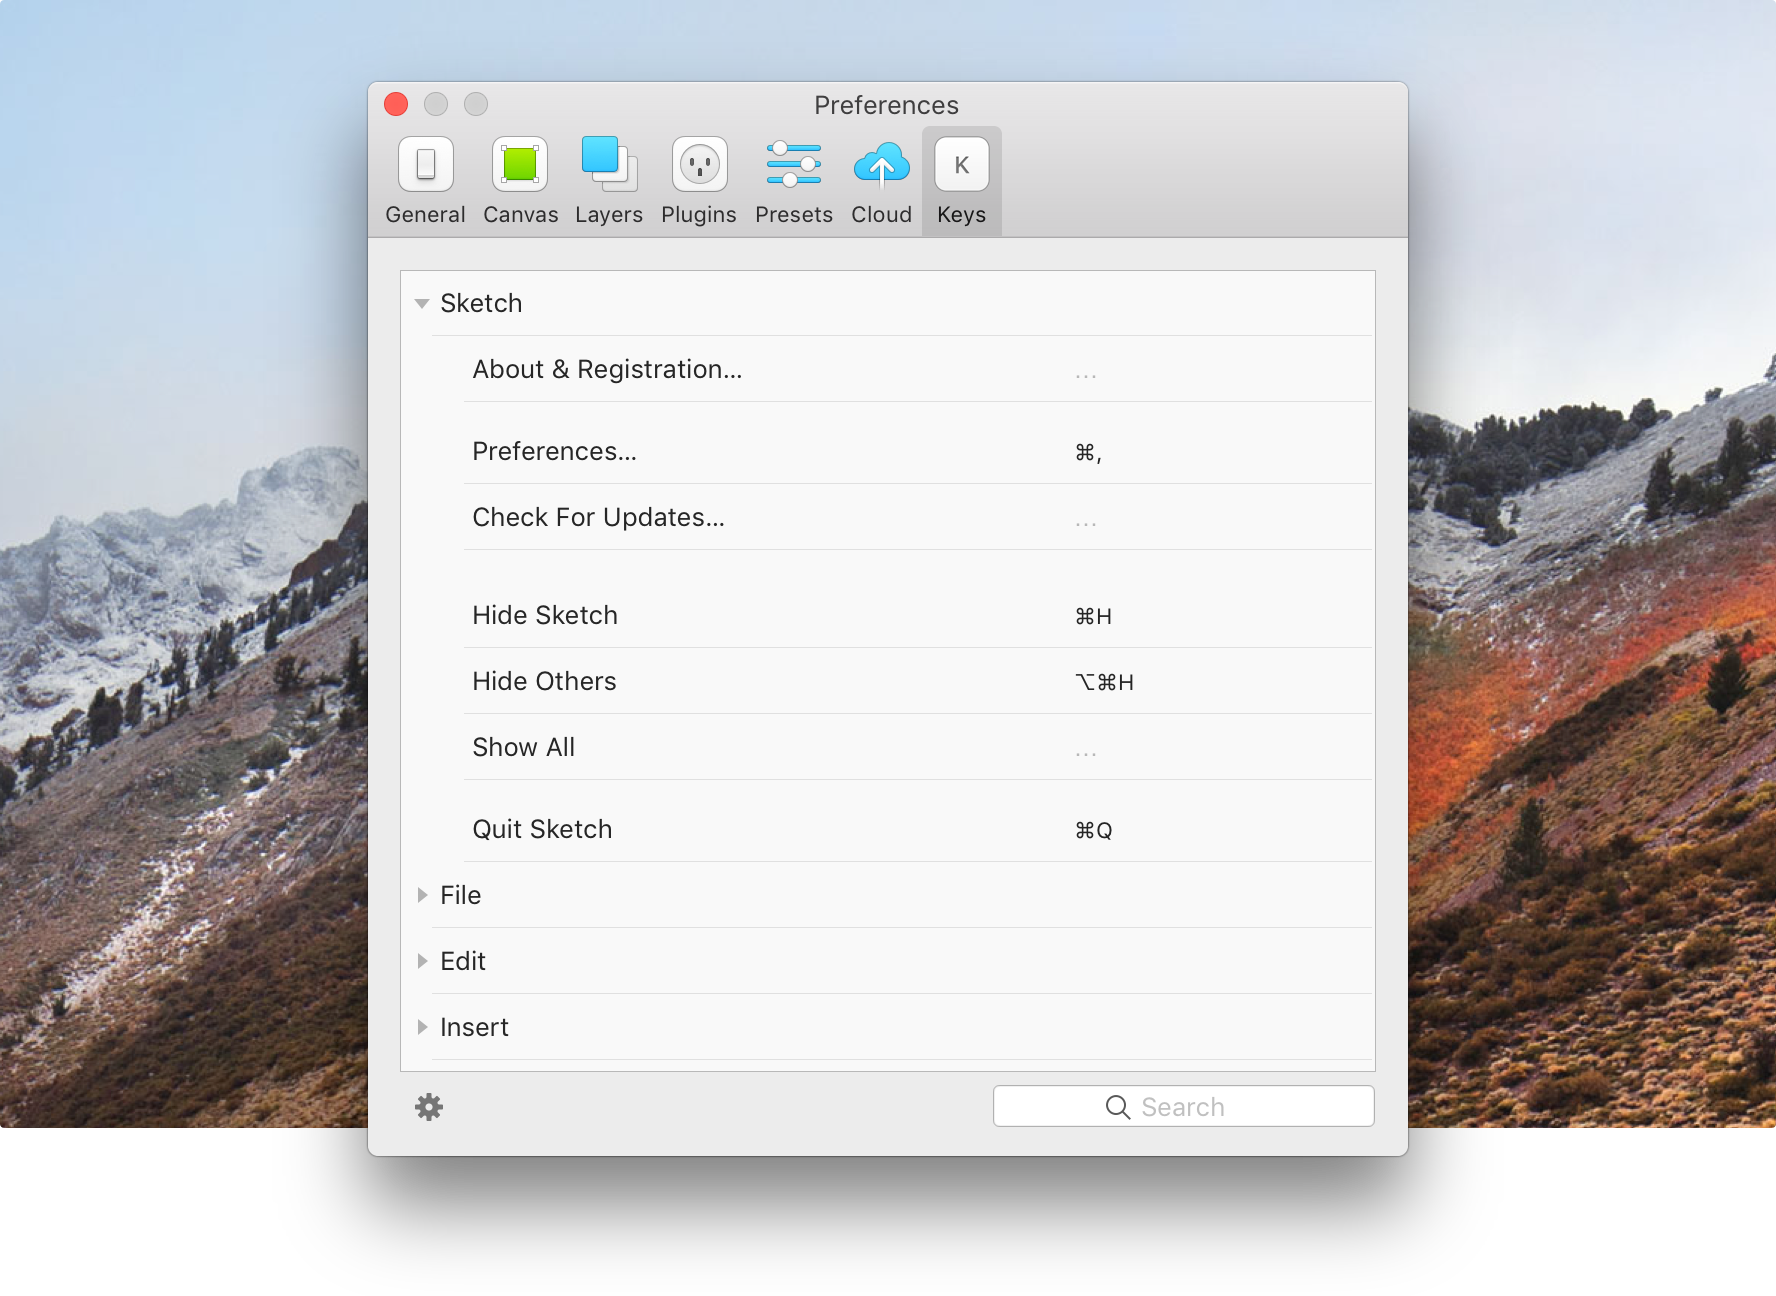 Preferences
General Canvas Layers Plugins Presets Cloud K Keys
Sketch
About & Registration... ...
Preferences... ⌘,
Check For Updates... ...
Hide Sketch ⌘H
Hide Others ⌥⌘H
Show All ...
Quit Sketch ⌘Q
File
Edit
Insert
Search